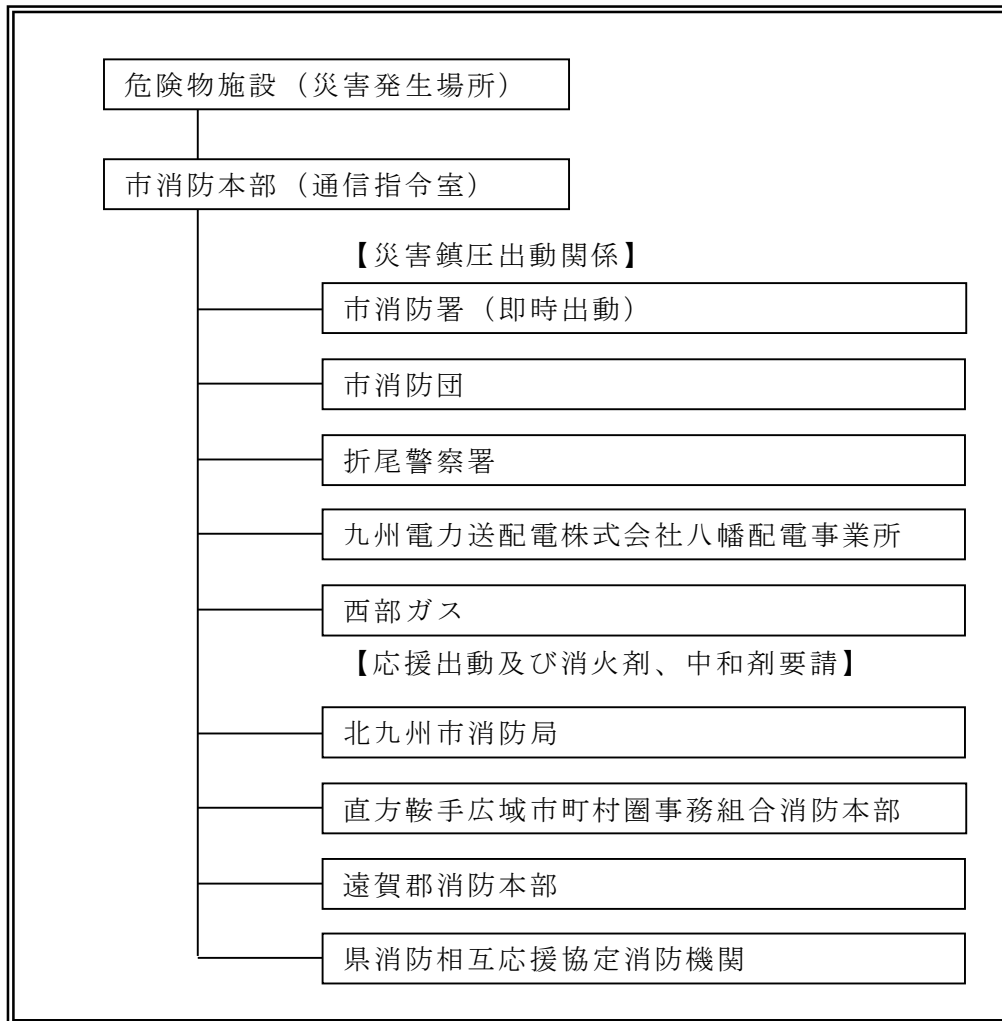 危険物施設（災害発生場所）
市消防本部（通信指令室）
【災害鎮圧出動関係】
市消防署（即時出動）
市消防団
折尾警察署
九州電力送配電株式会社八幡配電事業所
西部ガス
【応援出動及び消火剤、中和剤要請】
北九州市消防局
直方鞍手広域市町村圏事務組合消防本部
遠賀郡消防本部
県消防相互応援協定消防機関